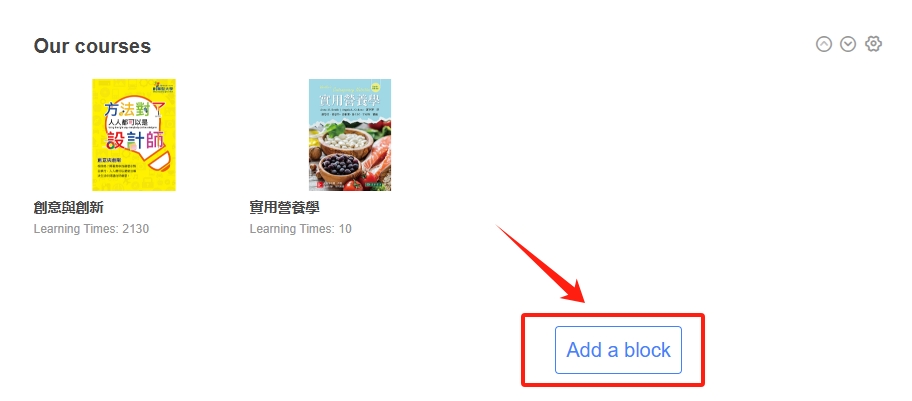 Our courses
方法對了
人人都可以是
設計師
創意與創新
實用營養學
創意與創新
實用營養學
Learning Times: 2130
Learning Times: 10
Add a block